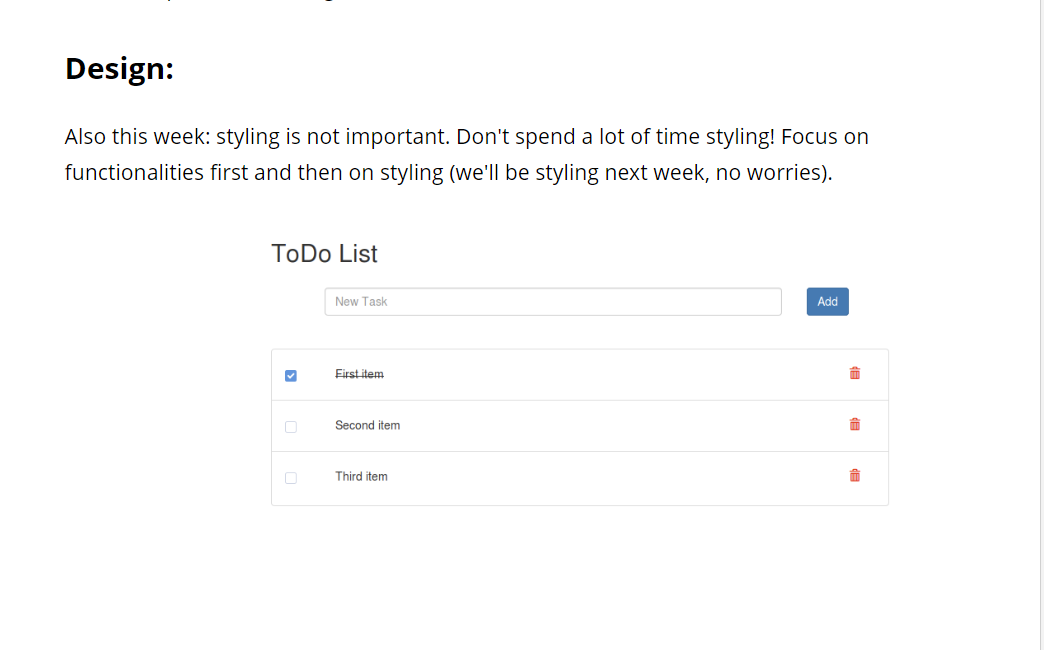 Design:
Also this week: styling is not important. Don't spend a lot of time styling! Focus on
functionalities first and then on styling (we'll be styling next week, no worries).
ToDo List
New Task
Add
First item
Second item
Third item